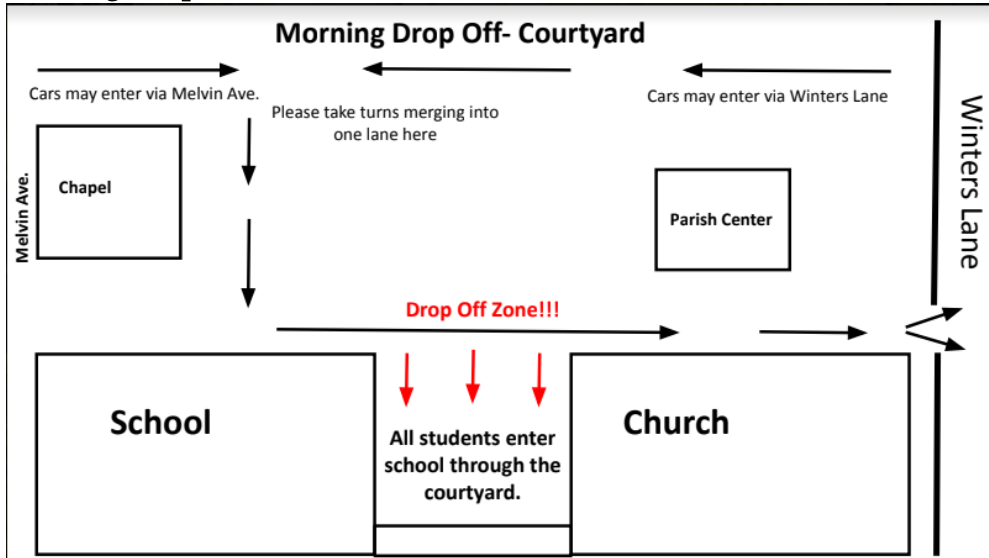 Morning Drop Off- Courtyard
Cars may enter via Melvin Ave.
Please take turns merging into
one lane here
Cars may enter via Winters Lane
Winters Lane
Melvin Ave.
Chapel
Parish Center
Drop Off Zone!!!
School
All students enter
school through the
courtyard.
Church